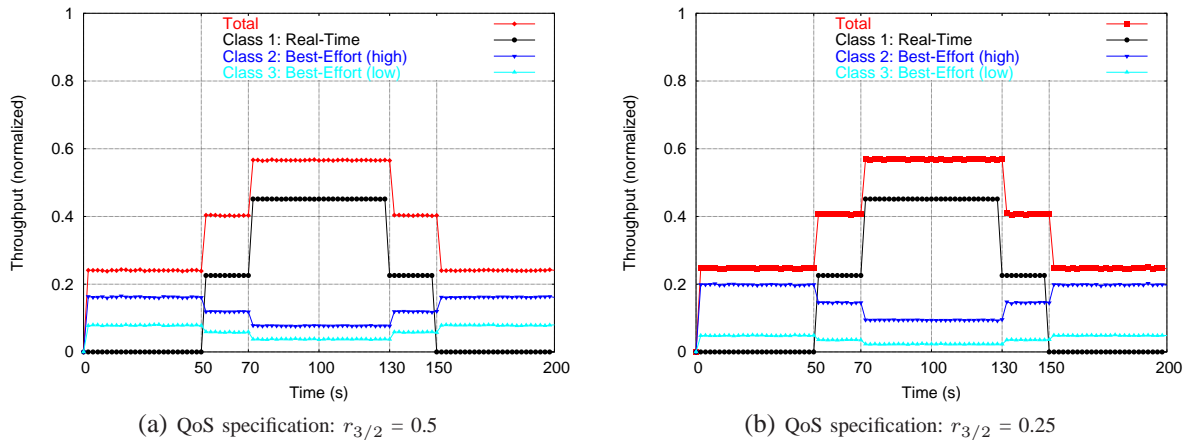 Throughput (normalized)
1
0.8
0.6
0.4
0.2
0
Total
Class 1: Real-Time
Class 2: Best-Effort (high)
Class 3: Best-Effort (low)
0 50 70 100 130 150 200
Time (s)
(a) QoS specification: r3/2 = 0.5
Throughput (normalized)
1
0.8
0.6
0.4
0.2
0
Total
Class 1: Real-Time
Class 2: Best-Effort (high)
Class 3: Best-Effort (low)
0 50 70 100 130 150 200
Time (s)
(b) QoS specification: r3/2 = 0.25